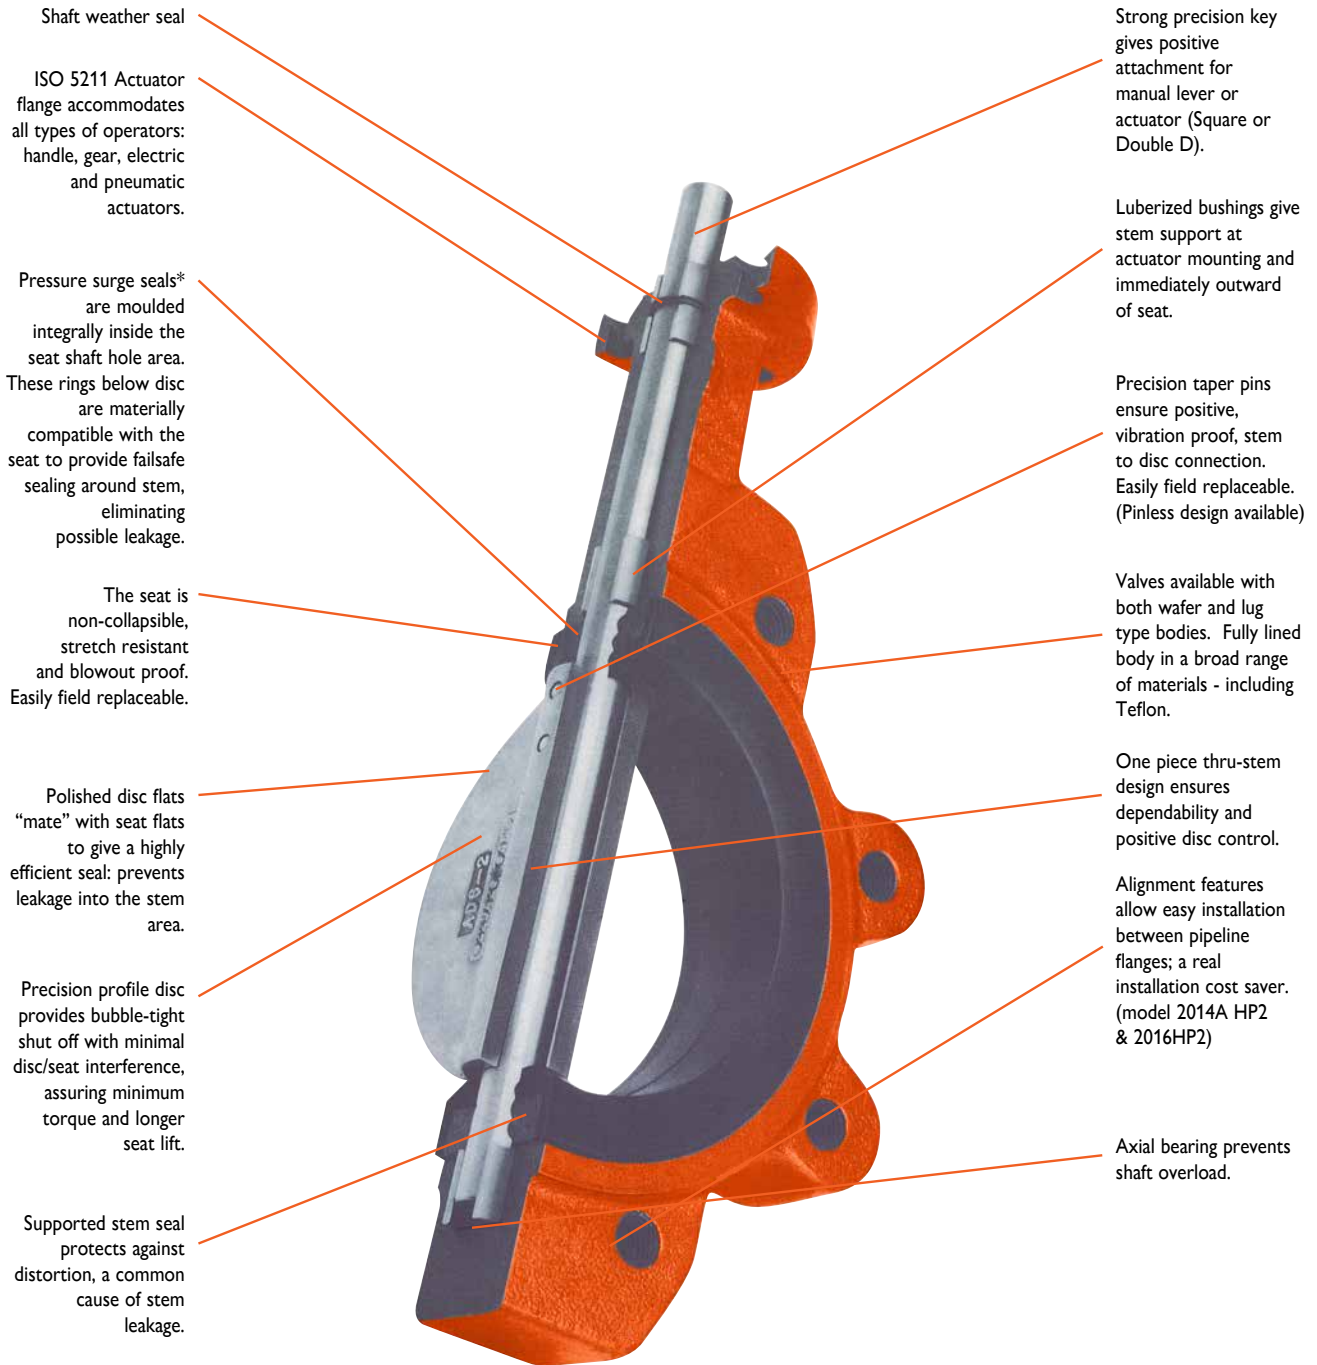 Shaft weather seal
ISO 5211 Actuator
flange accommodates
all types of operators:
handle, gear, electric
and pneumatic
actuators.
Pressure surge seals*
are moulded
integrally inside the
seat shaft hole area.
These rings below disc
are materially
compatible with the
seat to provide failsafe
sealing around stem,
eliminating
possible leakage.
The seat is
non-collapsible,
stretch resistant
and blowout proof.
Easily field replaceable.
Polished disc flats
“mate” with seat flats
to give a highly
efficient seal: prevents
leakage into the stem
area.
Precision profile disc
provides bubble-tight
shut off with minimal
disc/seat interference,
assuring minimum
torque and longer
seat lift.
Supported stem seal
protects against
distortion, a common
cause of stem
leakage.
Strong precision key
gives positive
attachment for
manual lever or
actuator (Square or
Double D).
Luberized bushings give
stem support at
actuator mounting and
immediately outward
of seat.
Precision taper pins
ensure positive,
vibration proof, stem
to disc connection.
Easily field replaceable.
(Pinless design available)
Valves available with
both wafer and lug
type bodies. Fully lined
body in a broad range
of materials - including
Teflon.
One piece thru-stem
design ensures
dependability and
positive disc control.
Alignment features
allow easy installation
between pipeline
flanges; a real
installation cost saver.
(model 2014A HP2
& 2016HP2)
Axial bearing prevents
shaft overload.